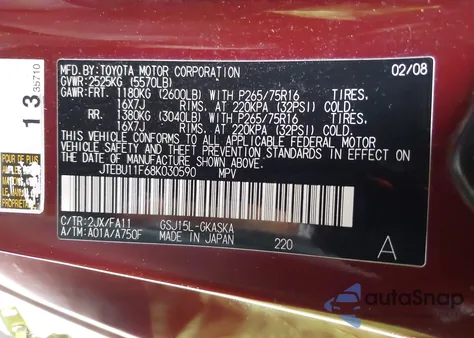 MFD.BY:TOYOTA MOTOR CORPORATION 02/08
GVWR:2525KG (5570LB)
GAWR:FRT. 1180KG (2600LB)WITH P265/75R16 TIRES,
16X7J RIMS, AT 220KPA (32PSI) COLD.
RR. 1380KG (3040LB)WITH P265/75R16 TIRES,
16X7J RIMS, AT 220KPA (32PSI) COLD.
THIS VEHICLE CONFORMS TO ALL APPLICABLE FEDERAL MOTOR
VEHICLE SAFETY STANDARDS IN EFFECT ON THE DATE OF
MANUFACTURE SHOWN ABOVE.
JTEBU11F68K030590 MPV
C/TR:2JX/FA11 GSJ15L-GKASKA
A/TM:A01A/A750F MADE IN JAPAN 220 A
13 35710
autoSnap